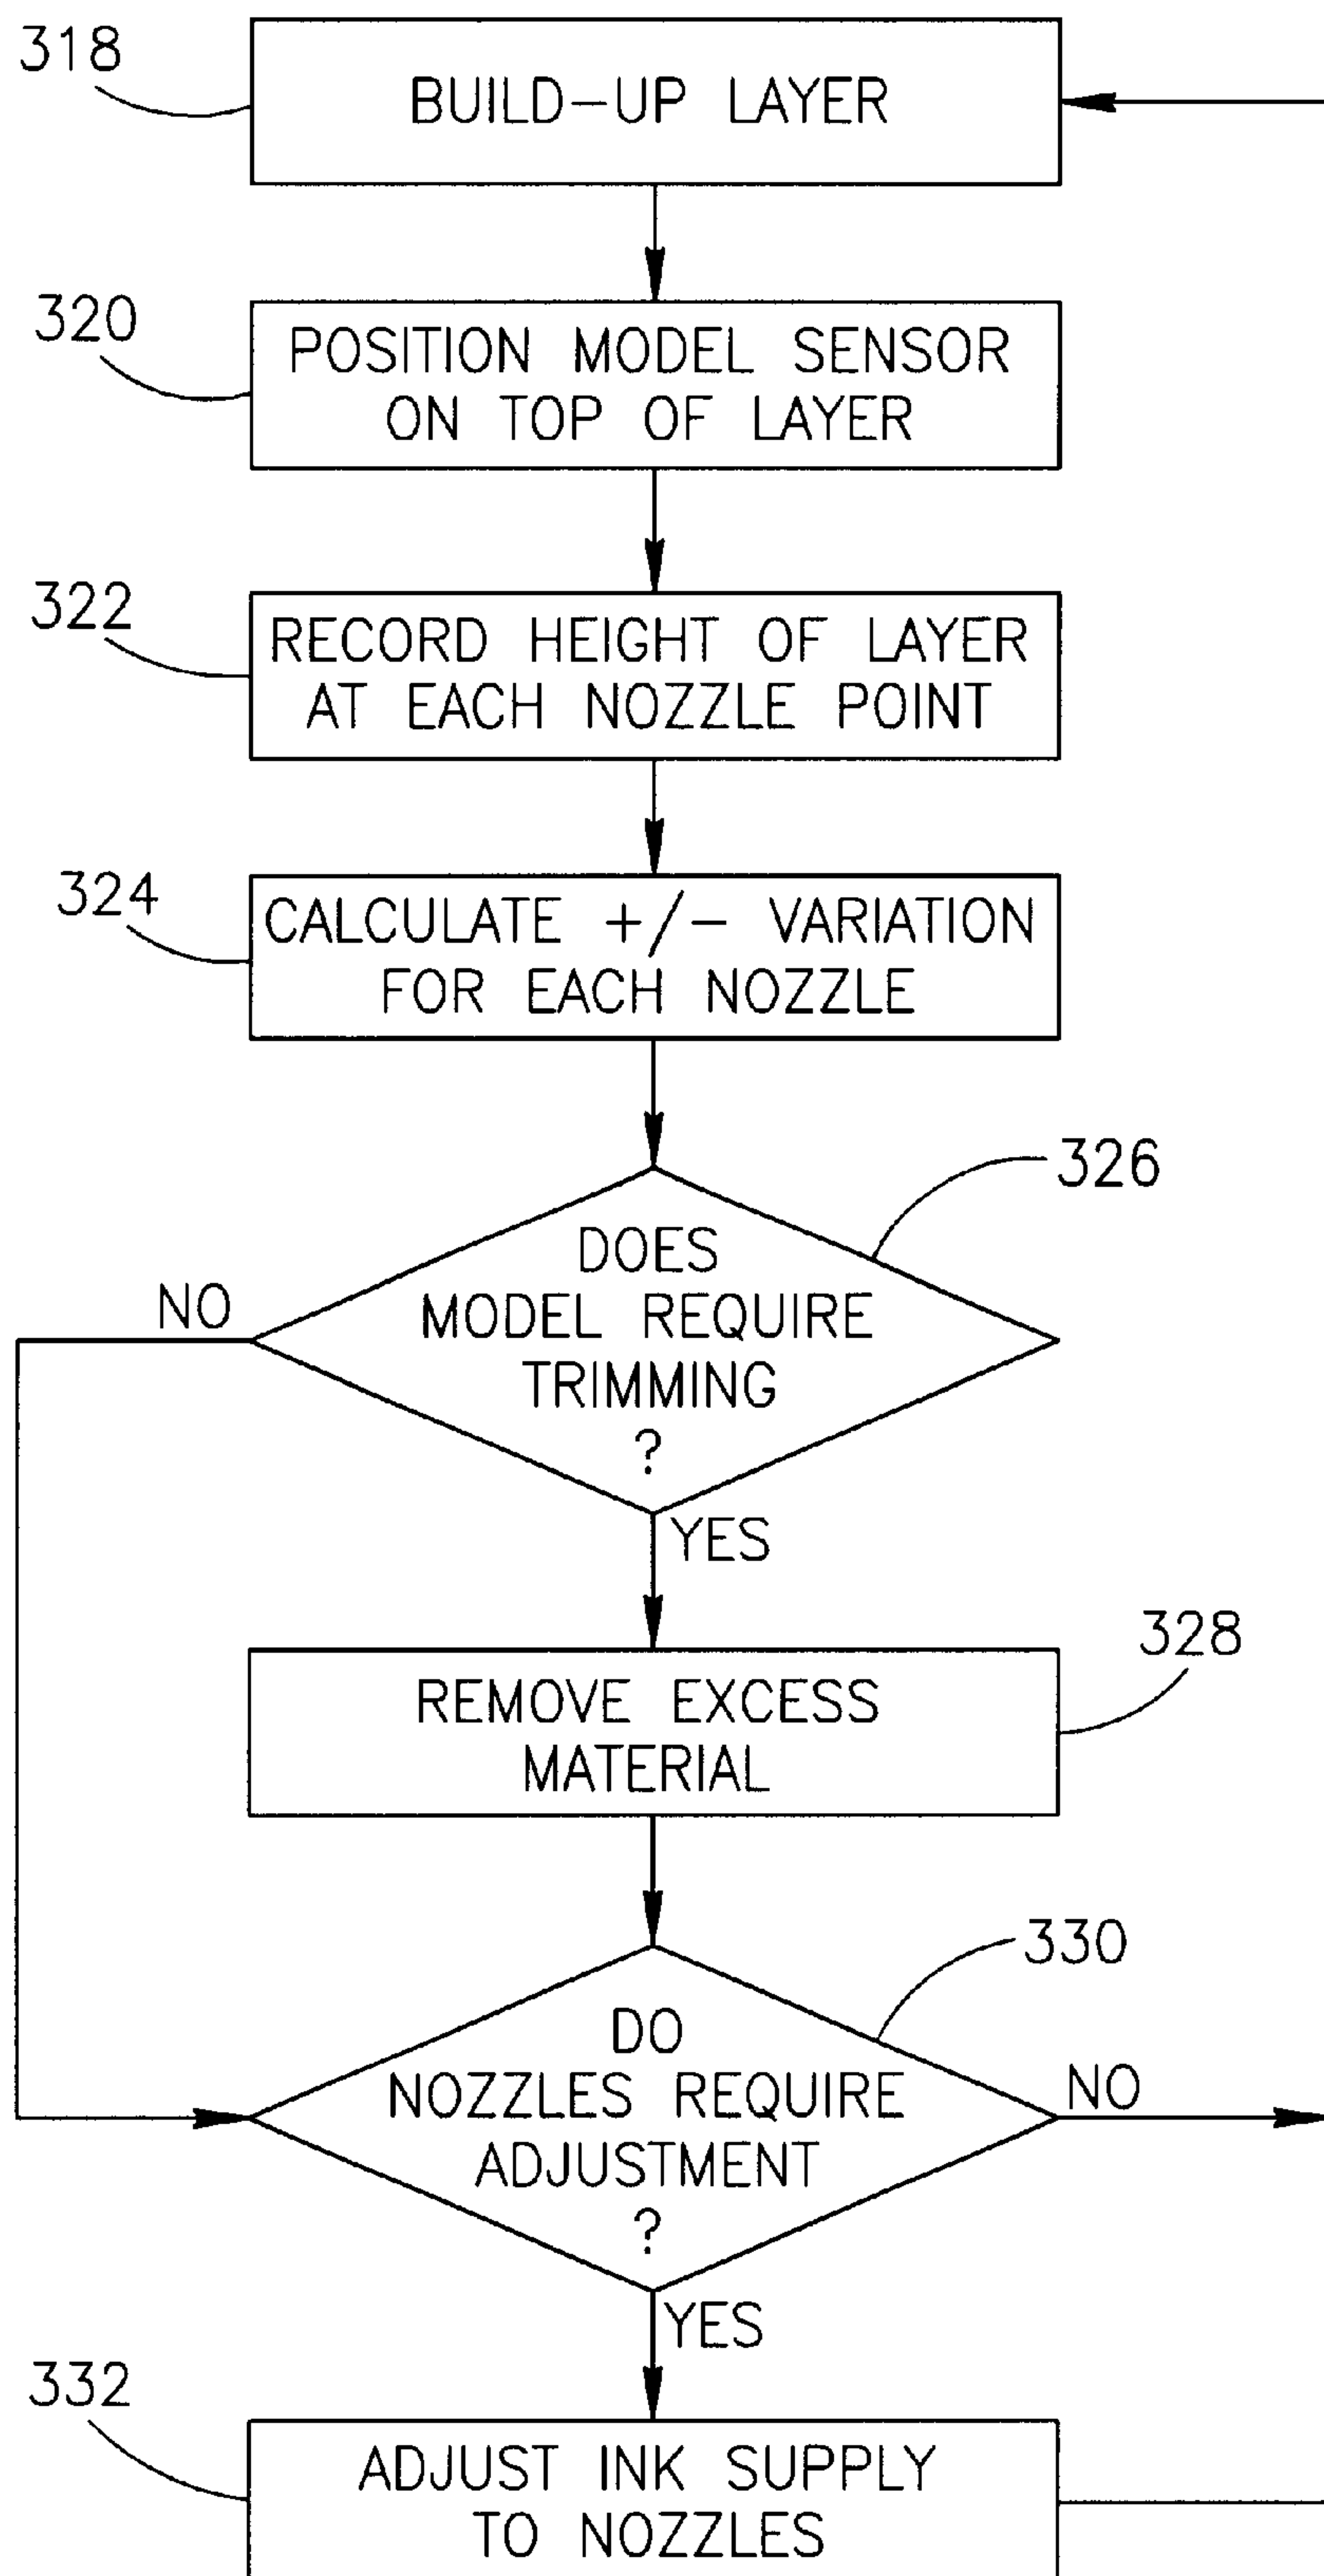 318
BUILD-UP LAYER
320
POSITION MODEL SENSOR
ON TOP OF LAYER
322
RECORD HEIGHT OF LAYER
AT EACH NOZZLE POINT
324
CALCULATE +/- VARIATION
FOR EACH NOZZLE
326
DOES
MODEL REQUIRE
TRIMMING
?
NO
YES
328
REMOVE EXCESS
MATERIAL
330
DO
NOZZLES REQUIRE
ADJUSTMENT
?
NO
YES
332
ADJUST INK SUPPLY
TO NOZZLES